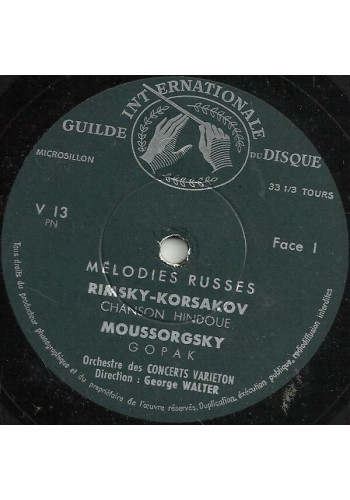 GUILDE INTERNATIONALE DU DISQUE
MICROSILLON
33 1/3 TOURS
V 13
PN
Face 1
MÉLODIES RUSSES
RIMSKY-KORSAKOV
CHANSON HINDOUE
MOUSSORGSKY
GOPAK
Orchestre des CONCERTS VARIETON
Direction : George WALTER
Tous droits du producteur phonographique et du propriétaire de l'œuvre réservés. Duplication, exécution publique et radiodiffusion interdites